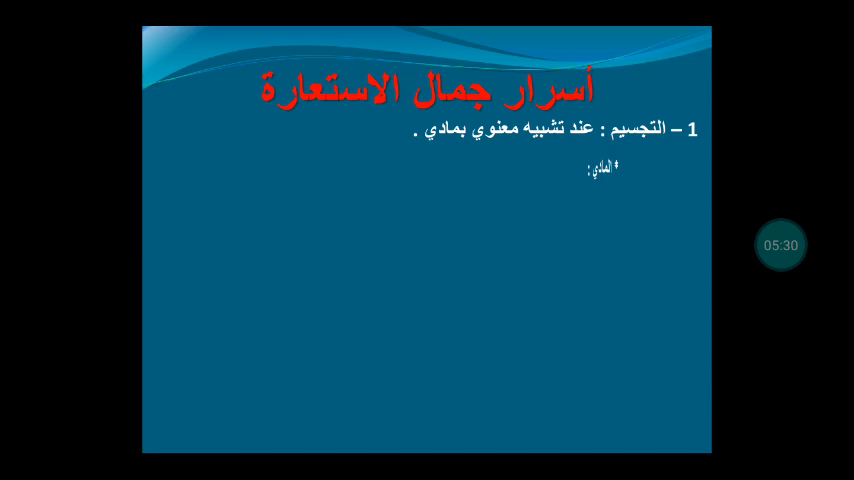 أسرار جمال الاستعارة
1 – التجسيم : عند تشبيه معنوي بمادي .
* المادي :
05:30